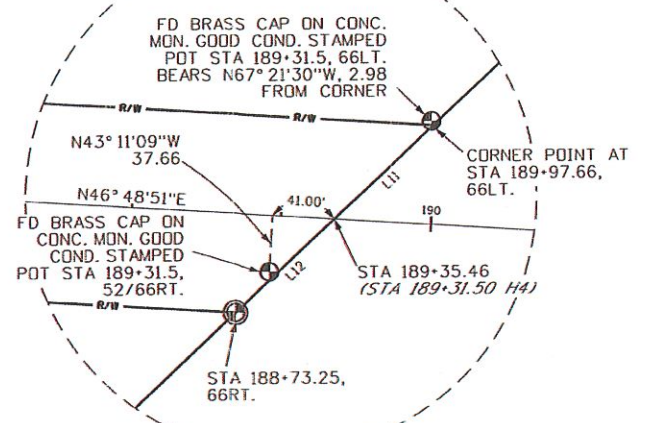 FD BRASS CAP ON CONC.
MON. GOOD COND. STAMPED
POT STA 189+31.5, 66LT.
BEARS N67° 21'30"W, 2.98
FROM CORNER
R/W
R/W
N43° 11'09"W
37.66
CORNER POINT AT
STA 189+97.66,
66LT.
L11
N46° 48'51"E
41.00'
190
FD BRASS CAP ON
CONC. MON. GOOD
COND. STAMPED
POT STA 189+31.5,
52/66RT.
L12
STA 189+35.46
(STA 189+31.50 H4)
R/W
STA 188+73.25,
66RT.